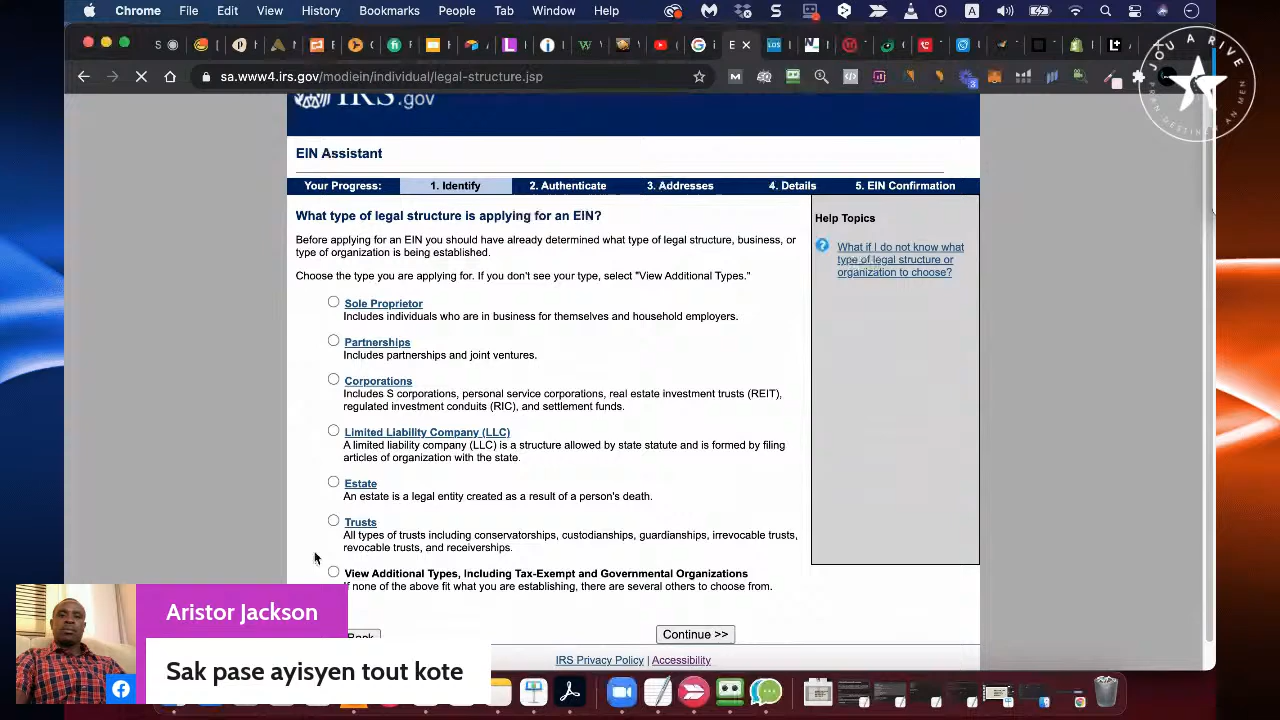 Chrome File Edit View History Bookmarks People Tab Window Help
sa.www4.irs.gov/modiein/individual/legal-structure.jsp
JOU A RIVE
PRAN DESTINEW AN MEN
IRS.gov
EIN Assistant
Your Progress: 1. Identify 2. Authenticate 3. Addresses 4. Details 5. EIN Confirmation
What type of legal structure is applying for an EIN?
Before applying for an EIN you should have already determined what type of legal structure, business, or
type of organization is being established.
Choose the type you are applying for. If you don't see your type, select "View Additional Types."
Sole Proprietor
Includes individuals who are in business for themselves and household employers.
Partnerships
Includes partnerships and joint ventures.
Corporations
Includes S corporations, personal service corporations, real estate investment trusts (REIT),
regulated investment conduits (RIC), and settlement funds.
Limited Liability Company (LLC)
A limited liability company (LLC) is a structure allowed by state statute and is formed by filing
articles of organization with the state.
Estate
An estate is a legal entity created as a result of a person's death.
Trusts
All types of trusts including conservatorships, custodianships, guardianships, irrevocable trusts,
revocable trusts, and receiverships.
View Additional Types, Including Tax-Exempt and Governmental Organizations
If none of the above fit what you are establishing, there are several others to choose from.
Help Topics
What if I do not know what
type of legal structure or
organization to choose?
Back
Continue >>
IRS Privacy Policy | Accessibility
Aristor Jackson
Sak pase ayisyen tout kote